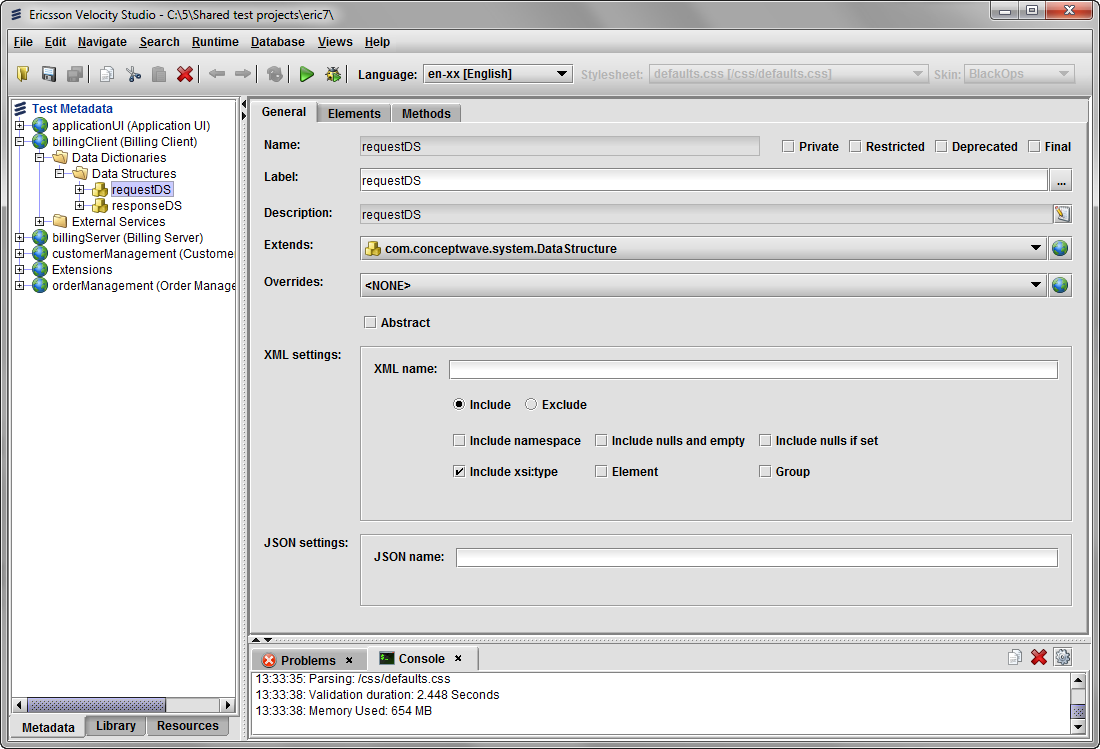 Ericsson Velocity Studio - C:\5\Shared test projects\eric7\
File Edit Navigate Search Runtime Database Views Help
Language: en-xx [English] Stylesheet: defaults.css [/css/defaults.css] Skin: BlackOps
Test Metadata
applicationUI (Application UI)
billingClient (Billing Client)
Data Dictionaries
Data Structures
requestDS
responseDS
External Services
billingServer (Billing Server)
customerManagement (Custome
Extensions
orderManagement (Order Manage
Metadata Library Resources
General Elements Methods
Name: requestDS Private Restricted Deprecated Final
Label: requestDS ...
Description: requestDS
Extends: com.conceptwave.system.DataStructure
Overrides: <NONE>
Abstract
XML settings:
XML name:
Include Exclude
Include namespace Include nulls and empty Include nulls if set
Include xsi:type Element Group
JSON settings:
JSON name:
Problems × Console ×
13:33:35: Parsing: /css/defaults.css
13:33:38: Validation duration: 2.448 Seconds
13:33:38: Memory Used: 654 MB